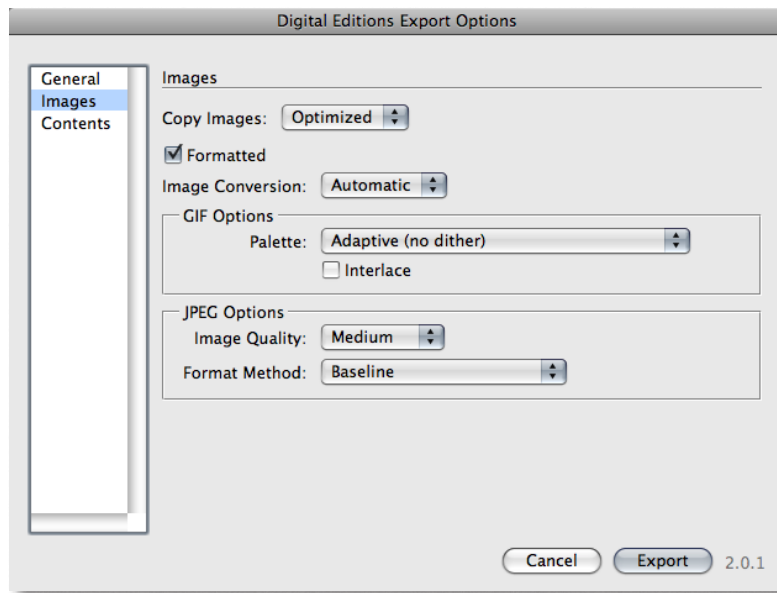 Digital Editions Export Options
General
Images
Contents
Images
Copy Images: Optimized
Formatted
Image Conversion: Automatic
GIF Options
Palette: Adaptive (no dither)
Interlace
JPEG Options
Image Quality: Medium
Format Method: Baseline
Cancel Export 2.0.1